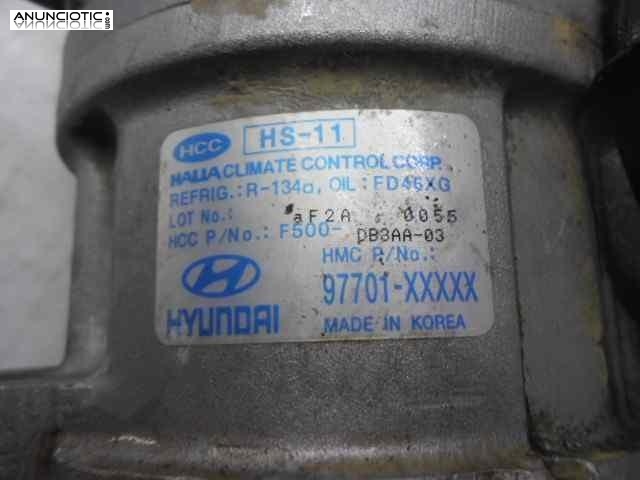 ANUNCIOTIC.es
HCC HS-11
HALLA CLIMATE CONTROL CORP.
REFRIG.: R-134a, OIL: FD46XG
LOT No.: aF2A 0055
HCC P/No.: F500-DB3AA-03
HMC P/No.:
97701-XXXXX
HYUNDAI
MADE IN KOREA